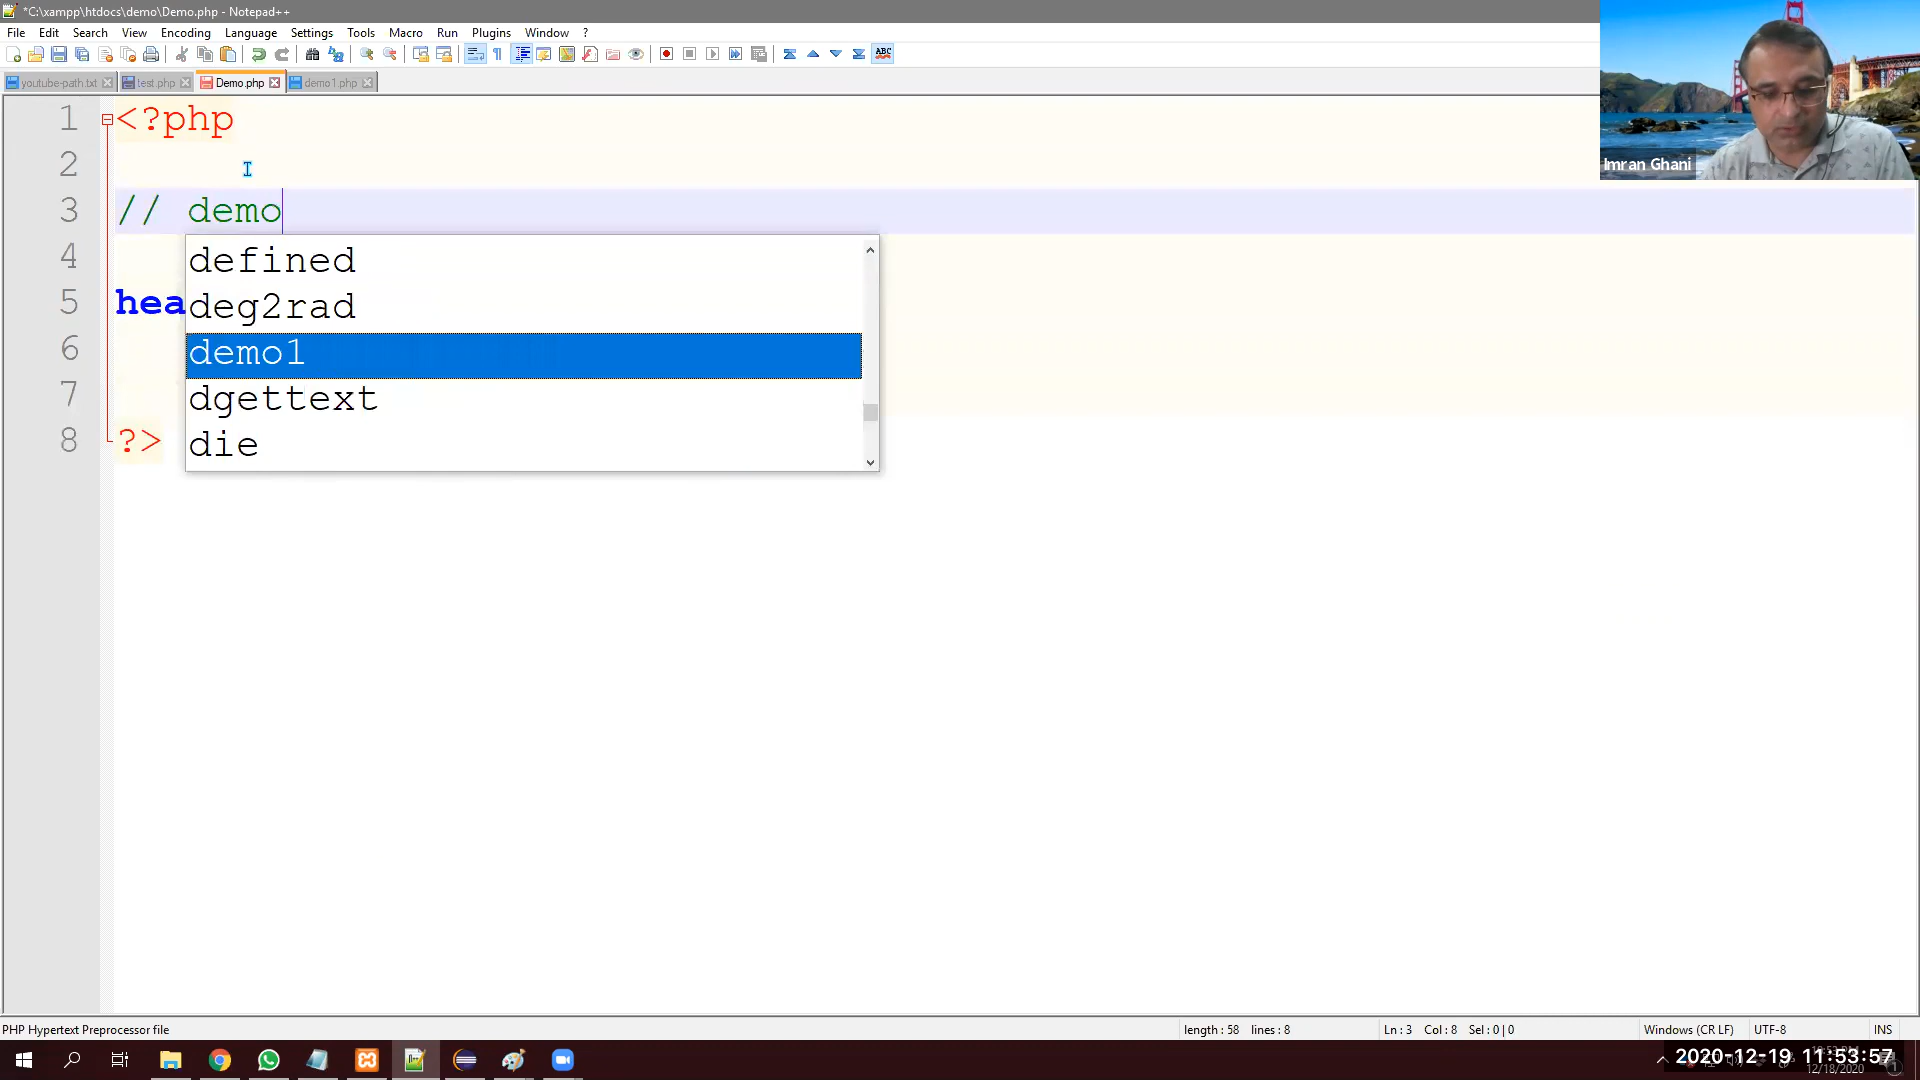 *C:\xampp\htdocs\demo\Demo.php - Notepad++
File Edit Search View Encoding Language Settings Tools Macro Run Plugins Window ?
youtube-path.txt test.php Demo.php demo1.php
Imran Ghani
1 <?php
2
3 // demo
4 defined
5 hea deg2rad
6 demo1
7 dgettext
8 ?> die
PHP Hypertext Preprocessor file length : 58 lines : 8 Ln : 3 Col : 8 Sel : 0 | 0 Windows (CR LF) UTF-8 INS
2020-12-19 11:53:57
12/18/2020